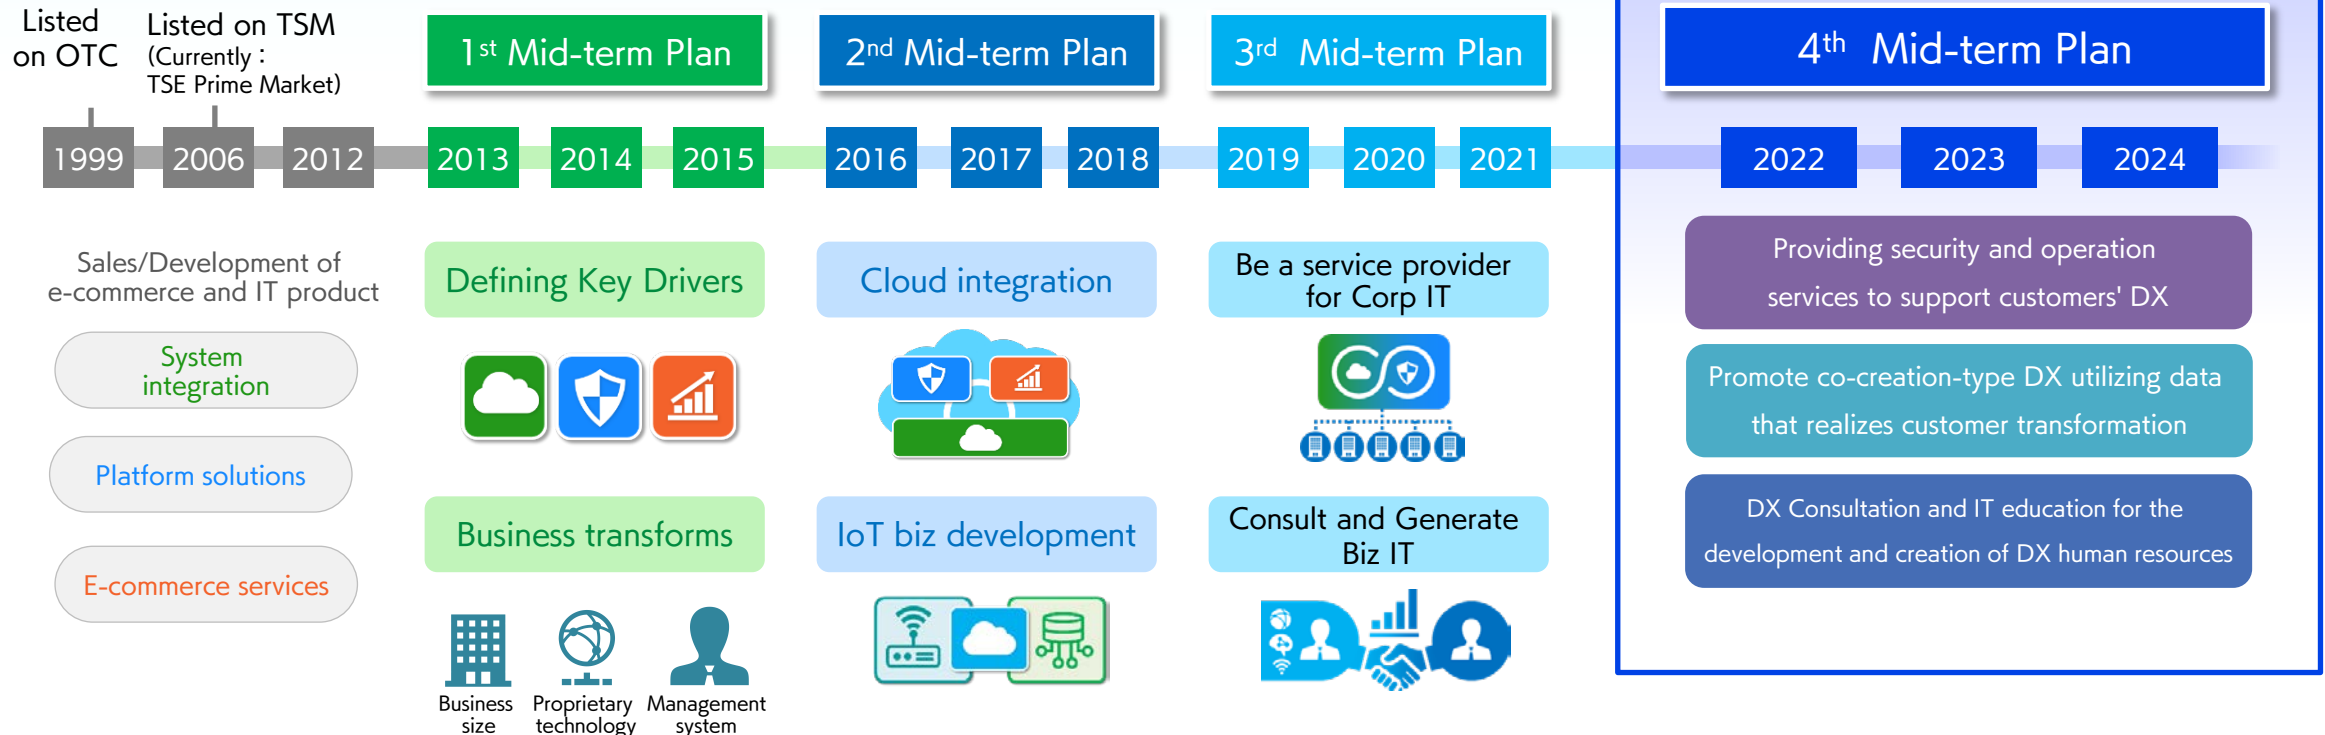 Listed
on OTC
Listed on TSM
(Currently：
TSE Prime Market)
1st Mid-term Plan
2nd Mid-term Plan
3rd Mid-term Plan
4th Mid-term Plan
1999
2006
2012
2013
2014
2015
2016
2017
2018
2019
2020
2021
2022
2023
2024
Sales/Development of
e-commerce and IT product
System
integration
Platform solutions
E-commerce services
Defining Key Drivers
Business transforms
Business
size
Proprietary
technology
Management
system
Cloud integration
IoT biz development
Be a service provider
for Corp IT
Consult and Generate
Biz IT
Providing security and operation
services to support customers' DX
Promote co-creation-type DX utilizing data
that realizes customer transformation
DX Consultation and IT education for the
development and creation of DX human resources